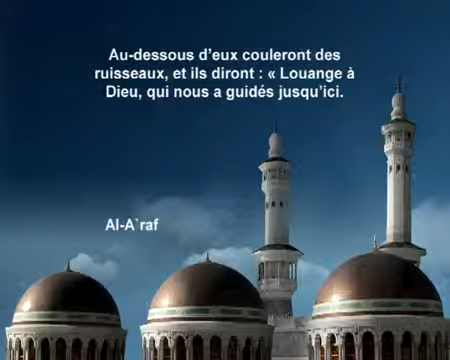 Au-dessous d’eux couleront des
ruisseaux, et ils diront : « Louange à
Dieu, qui nous a guidés jusqu’ici.
Al-A`raf